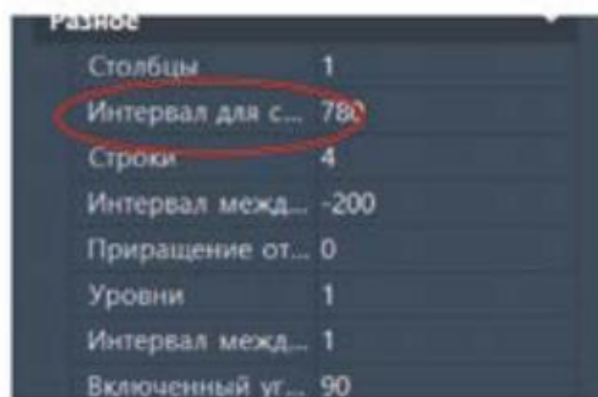 Разное
Столбцы 1
Интервал для с... 780
Строки 4
Интервал межд... -200
Приращение от... 0
Уровни 1
Интервал межд... 1
Включенный уг... 90